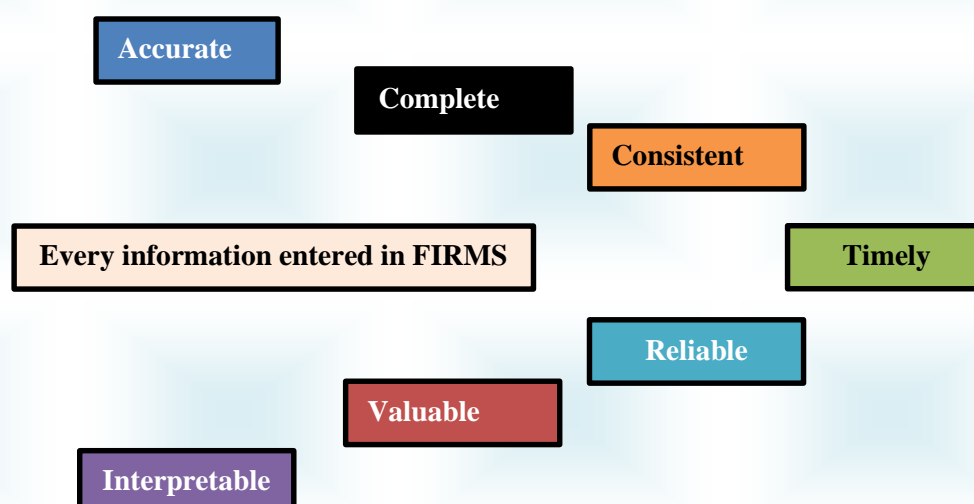 Accurate
Complete
Consistent
Every information entered in FIRMS
Timely
Reliable
Valuable
Interpretable